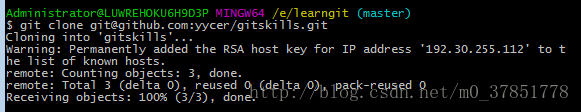 Administrator@LUWREHOKU6H9D3P MINGW64 /e/learngit (master)
$ git clone git@github.com:yycer/gitskills.git
Cloning into 'gitskills'...
Warning: Permanently added the RSA host key for IP address '192.30.255.112' to t
he list of known hosts.
remote: Counting objects: 3, done.
remote: Total 3 (delta 0), reused 0 (delta 0), pack-reused 0
Receiving objects: 100% (3/3), done.
http://blog.csdn.net/m0_37851778